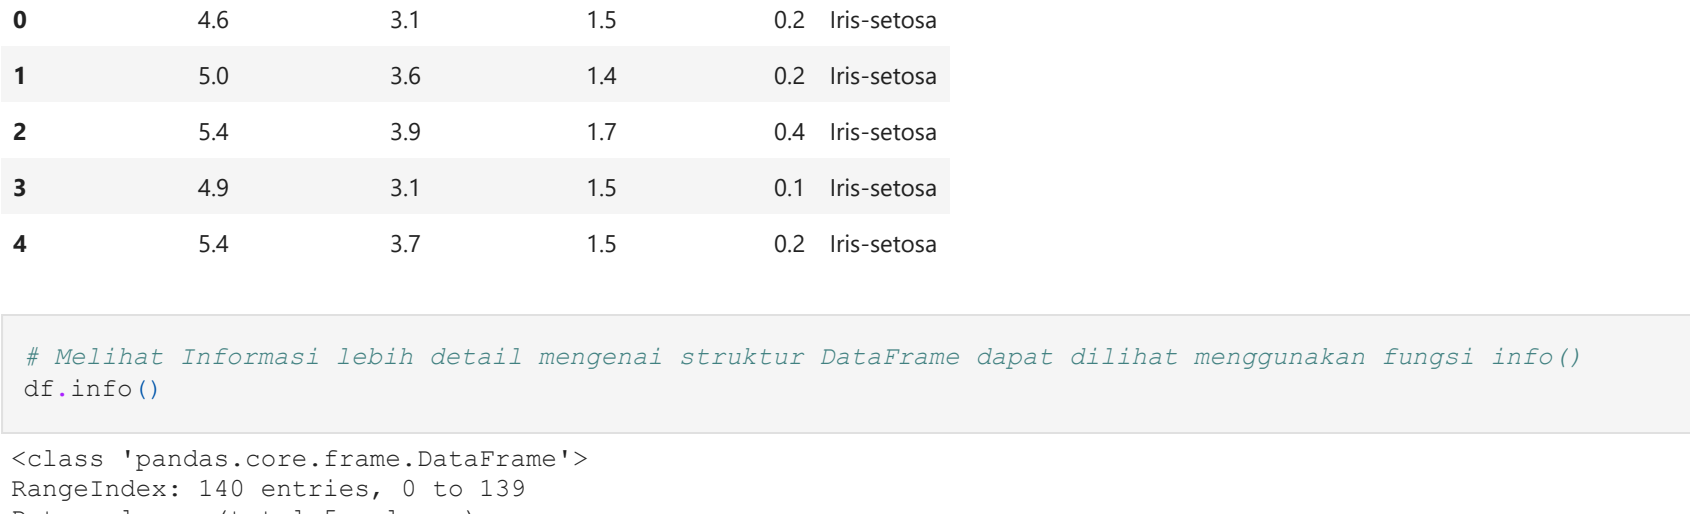 0 4.6 3.1 1.5 0.2 Iris-setosa
1 5.0 3.6 1.4 0.2 Iris-setosa
2 5.4 3.9 1.7 0.4 Iris-setosa
3 4.9 3.1 1.5 0.1 Iris-setosa
4 5.4 3.7 1.5 0.2 Iris-setosa
# Melihat Informasi lebih detail mengenai struktur DataFrame dapat dilihat menggunakan fungsi info()
df.info()
<class 'pandas.core.frame.DataFrame'>
RangeIndex: 140 entries, 0 to 139